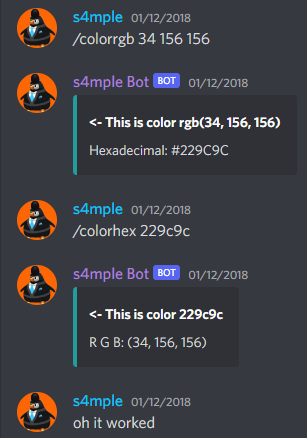 s4mple 01/12/2018
/colorrgb 34 156 156
s4mple Bot BOT 01/12/2018
<- This is color rgb(34, 156, 156)
Hexadecimal: #229C9C
s4mple 01/12/2018
/colorhex 229c9c
s4mple Bot BOT 01/12/2018
<- This is color 229c9c
R G B: (34, 156, 156)
s4mple 01/12/2018
oh it worked